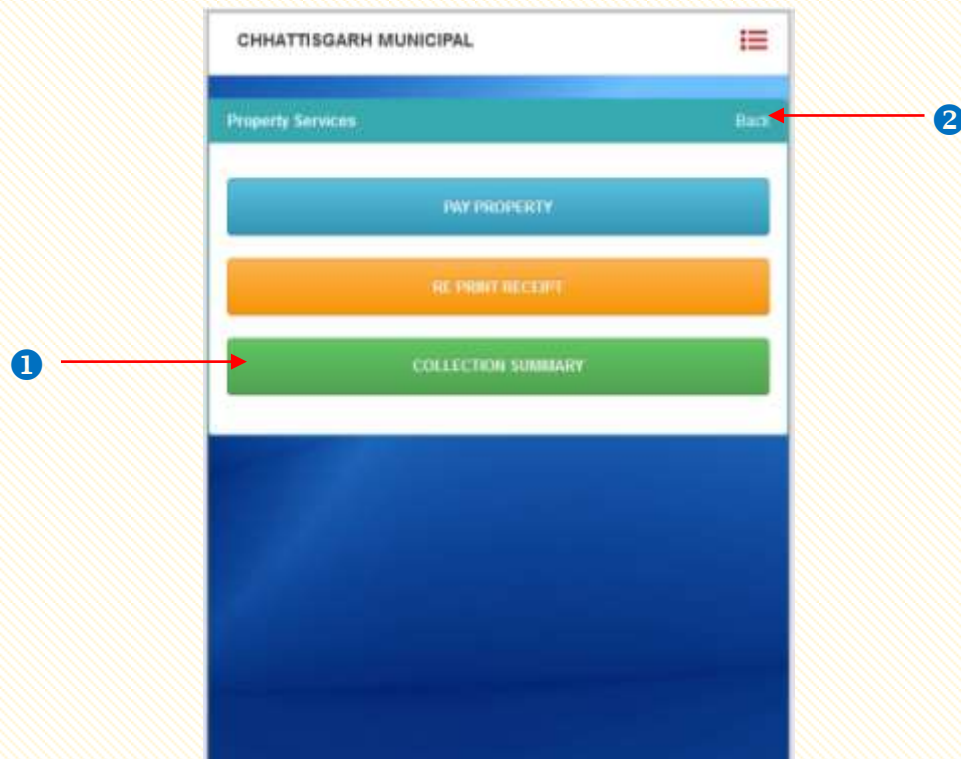 CHHATTISGARH MUNICIPAL
Property Services
Back
2
PAY PROPERTY
RE PRINT RECEIPT
1
COLLECTION SUMMARY